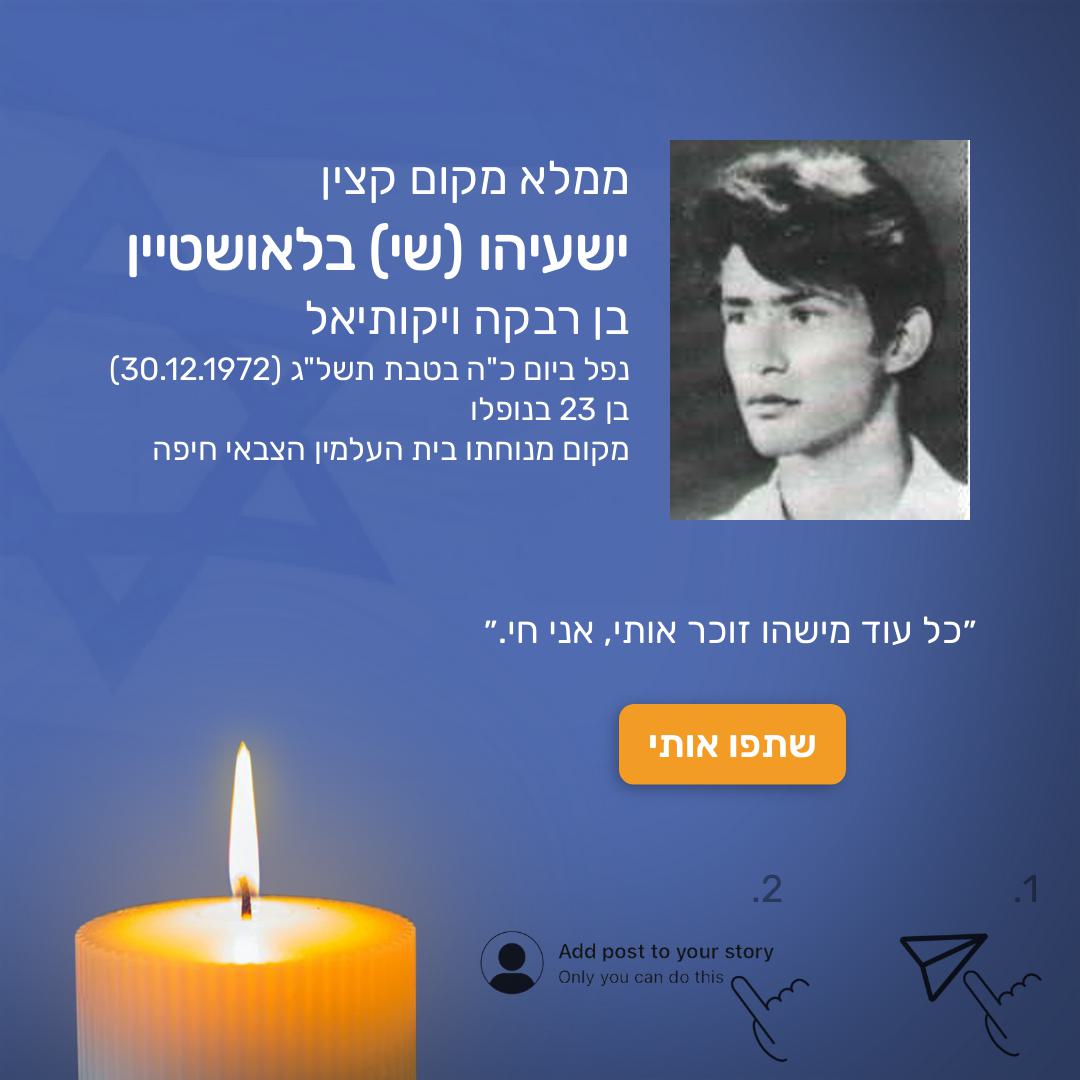 ממלא מקום קצין
ישעיהו (שי) בלאושטיין
בן רבקה ויקותיאל
נפל ביום כ"ה בטבת תשל"ג (30.12.1972)
בן 23 בנופלו
מקום מנוחתו בית העלמין הצבאי חיפה
״כל עוד מישהו זוכר אותי, אני חי.״
שתפו אותי
1.
2.
Add post to your story
Only you can do this